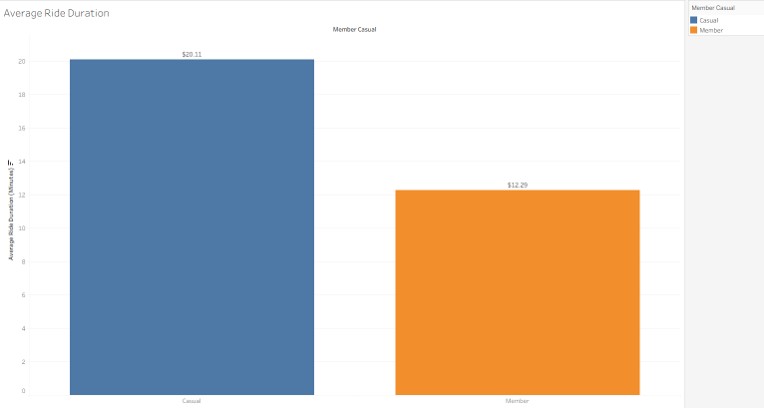 Average Ride Duration
Member Casual
Average Ride Duration (Minutes)
20
18
16
14
12
10
8
6
4
2
0
$20.11
$12.29
Casual
Member
Member Casual
Casual
Member